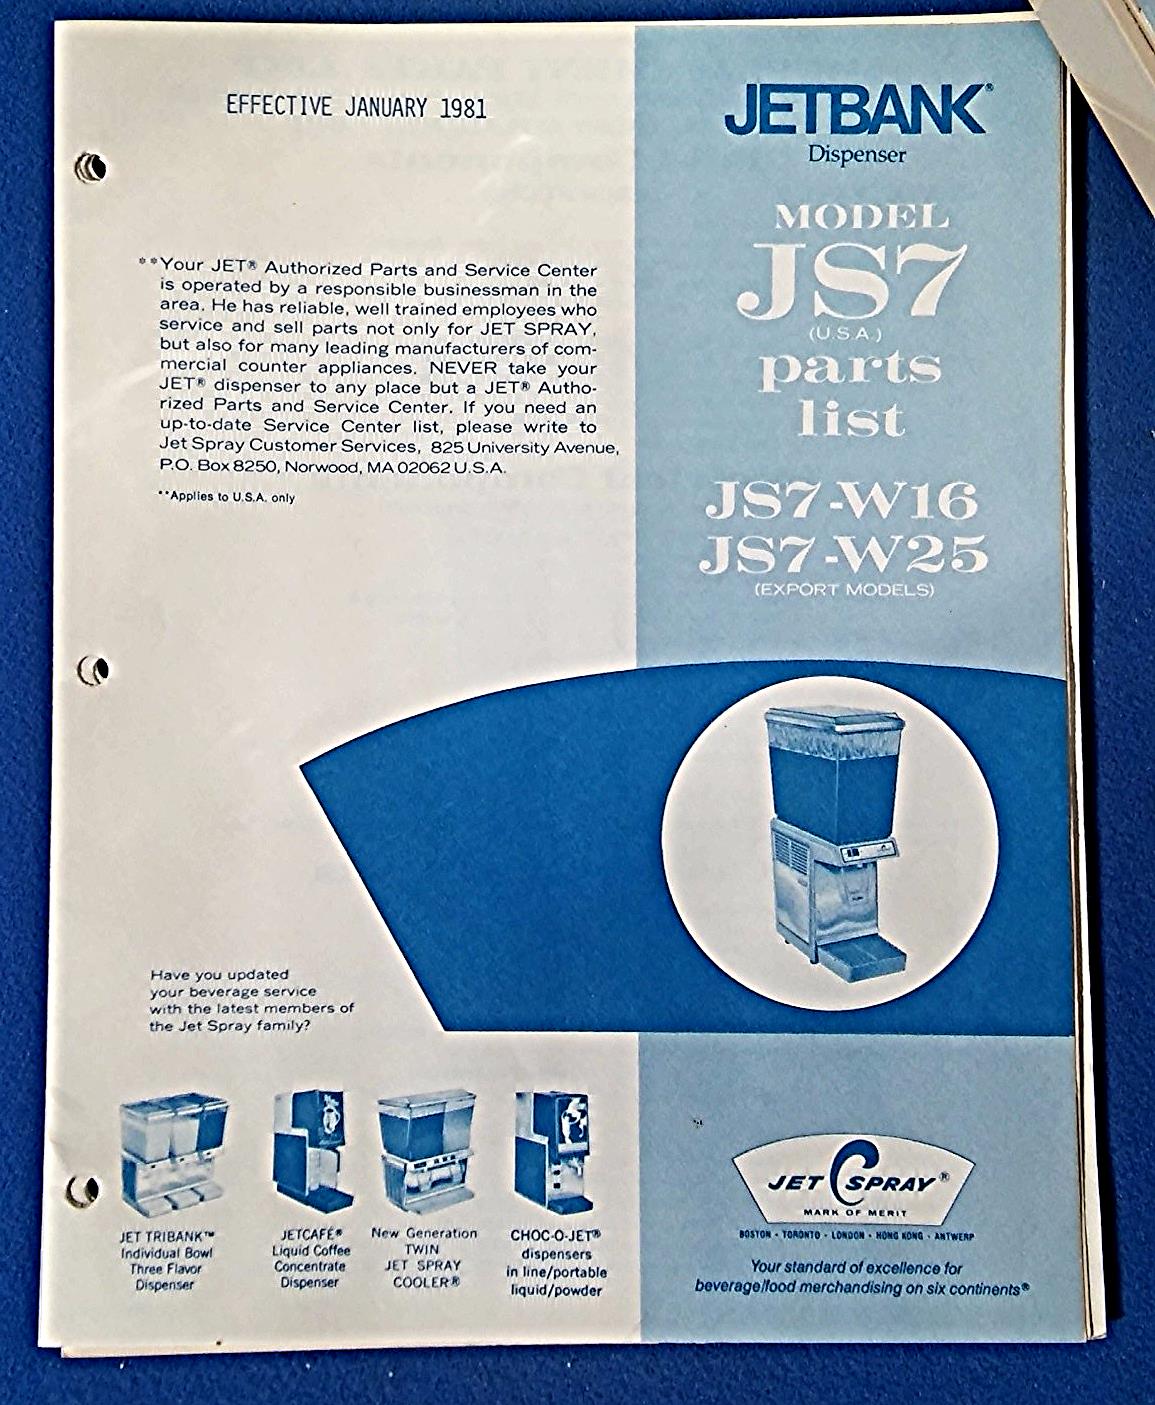 EFFECTIVE JANUARY 1981
**Your JET® Authorized Parts and Service Center
is operated by a responsible businessman in the
area. He has reliable, well trained employees who
service and sell parts not only for JET SPRAY,
but also for many leading manufacturers of com-
mercial counter appliances. NEVER take your
JET® dispenser to any place but a JET® Autho-
rized Parts and Service Center. If you need an
up-to-date Service Center list, please write to
Jet Spray Customer Services, 825 University Avenue,
P.O. Box 8250, Norwood, MA 02062 U.S.A.
**Applies to U.S.A. only
JETBANK®
Dispenser
MODEL
JS7
(U.S.A.)
parts
list
JS7-W16
JS7-W25
(EXPORT MODELS)
Have you updated
your beverage service
with the latest members of
the Jet Spray family?
JET TRIBANK™
Individual Bowl
Three Flavor
Dispenser
JETCAFÉ®
Liquid Coffee
Concentrate
Dispenser
New Generation
TWIN
JET SPRAY
COOLER®
CHOC-O-JET®
dispensers
in line/portable
liquid/powder
JET SPRAY®
MARK OF MERIT
BOSTON • TORONTO • LONDON • HONG KONG • ANTWERP
Your standard of excellence for
beverage/food merchandising on six continents®